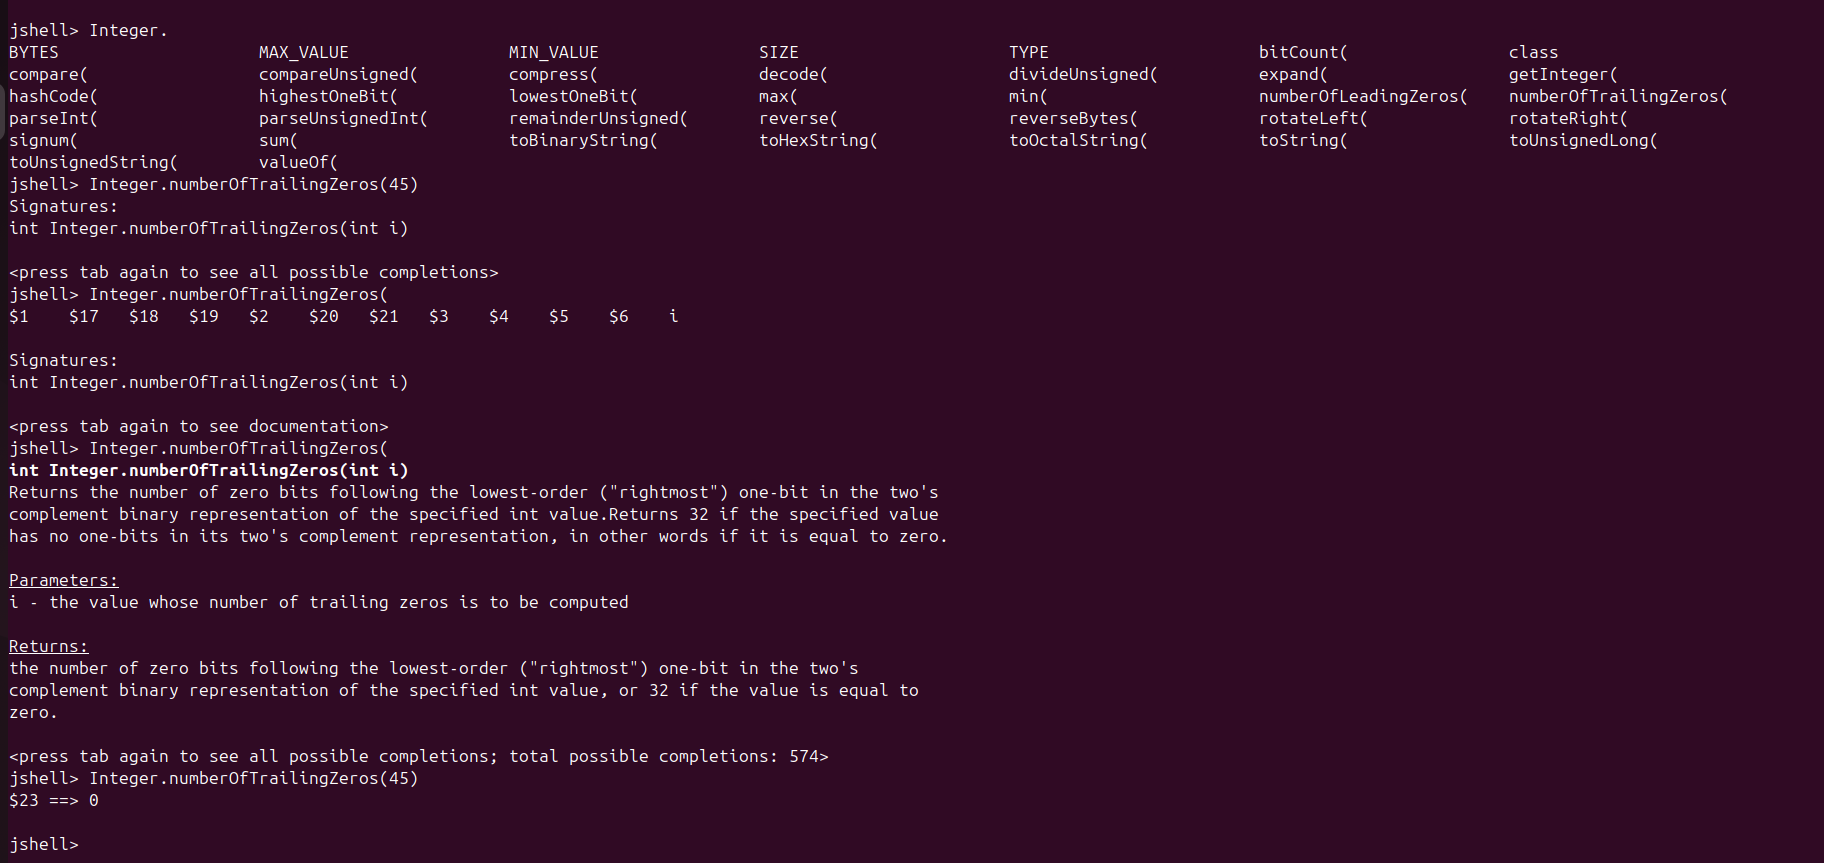 jshell> Integer.
BYTES MAX_VALUE MIN_VALUE SIZE TYPE bitCount( class
compare( compareUnsigned( compress( decode( divideUnsigned( expand( getInteger(
hashCode( highestOneBit( lowestOneBit( max( min( numberOfLeadingZeros( numberOfTrailingZeros(
parseInt( parseUnsignedInt( remainderUnsigned( reverse( reverseBytes( rotateLeft( rotateRight(
signum( sum( toBinaryString( toHexString( toOctalString( toString( toUnsignedLong(
toUnsignedString( valueOf(
jshell> Integer.numberOfTrailingZeros(45)
Signatures:
int Integer.numberOfTrailingZeros(int i)
<press tab again to see all possible completions>
jshell> Integer.numberOfTrailingZeros(
$1 $17 $18 $19 $2 $20 $21 $3 $4 $5 $6 i
Signatures:
int Integer.numberOfTrailingZeros(int i)
<press tab again to see documentation>
jshell> Integer.numberOfTrailingZeros(
int Integer.numberOfTrailingZeros(int i)
Returns the number of zero bits following the lowest-order ("rightmost") one-bit in the two's
complement binary representation of the specified int value.Returns 32 if the specified value
has no one-bits in its two's complement representation, in other words if it is equal to zero.
Parameters:
i - the value whose number of trailing zeros is to be computed
Returns:
the number of zero bits following the lowest-order ("rightmost") one-bit in the two's
complement binary representation of the specified int value, or 32 if the value is equal to
zero.
<press tab again to see all possible completions; total possible completions: 574>
jshell> Integer.numberOfTrailingZeros(45)
$23 ==> 0
jshell>